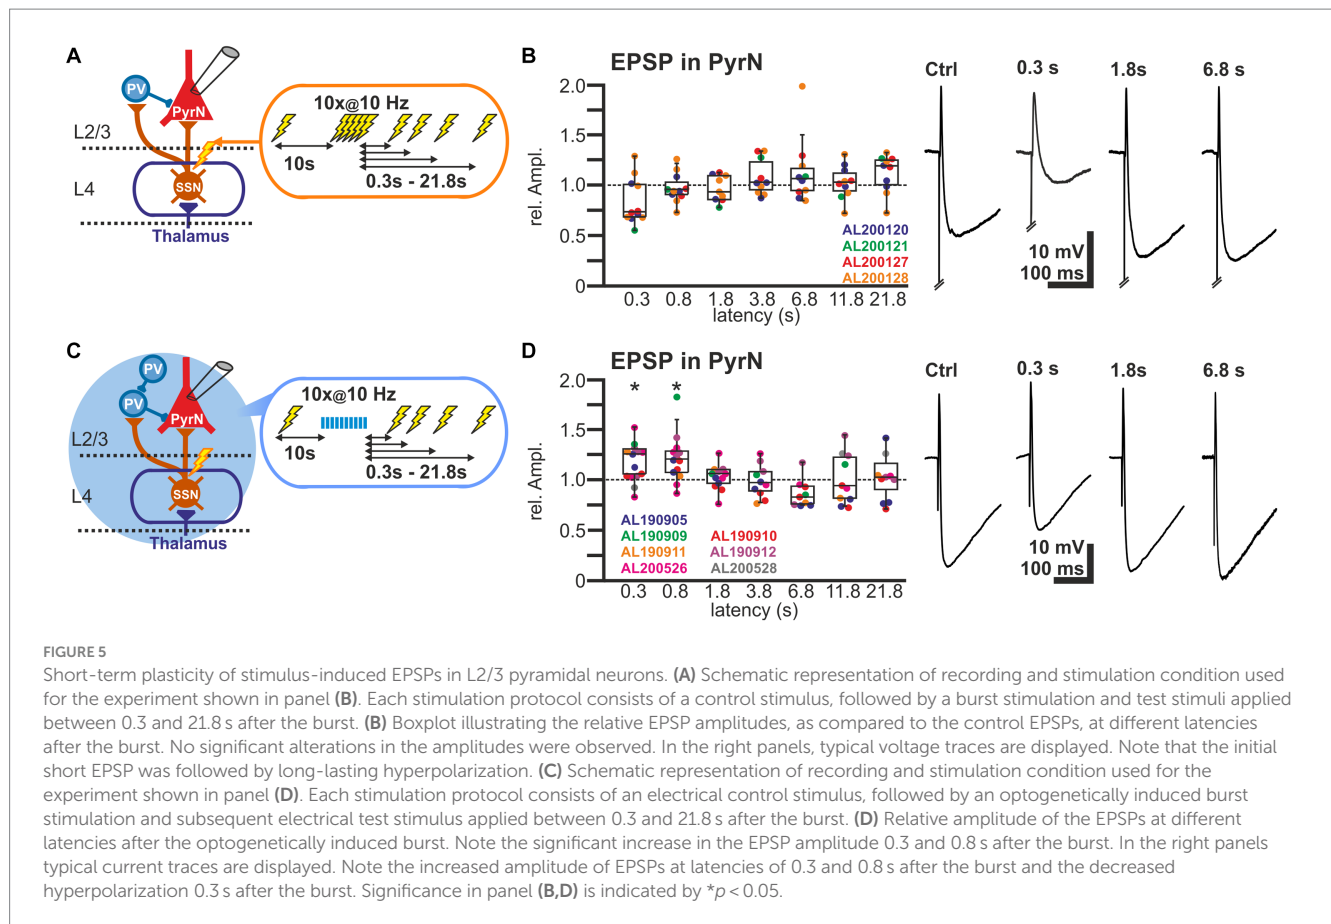 A
PV
PyrN
L2/3
L4
SSN
Thalamus
10x@10 Hz
10s
0.3s - 21.8s
B
EPSP in PyrN
rel. Ampl.
2.0
1.5
1.0
0.5
0
AL200120
AL200121
AL200127
AL200128
0.3 0.8 1.8 3.8 6.8 11.8 21.8
latency (s)
Ctrl 0.3 s 1.8s 6.8 s
10 mV
100 ms
C
PV
PV
PyrN
L2/3
L4
SSN
Thalamus
10x@10 Hz
10s
0.3s - 21.8s
D
EPSP in PyrN
rel. Ampl.
2.0
1.5
1.0
0.5
0
* *
AL190905
AL190909 AL190910
AL190911 AL190912
AL200526 AL200528
0.3 0.8 1.8 3.8 6.8 11.8 21.8
latency (s)
Ctrl 0.3 s 1.8s 6.8 s
10 mV
100 ms
FIGURE 5
Short-term plasticity of stimulus-induced EPSPs in L2/3 pyramidal neurons. (A) Schematic representation of recording and stimulation condition used
for the experiment shown in panel (B). Each stimulation protocol consists of a control stimulus, followed by a burst stimulation and test stimuli applied
between 0.3 and 21.8 s after the burst. (B) Boxplot illustrating the relative EPSP amplitudes, as compared to the control EPSPs, at different latencies
after the burst. No significant alterations in the amplitudes were observed. In the right panels, typical voltage traces are displayed. Note that the initial
short EPSP was followed by long-lasting hyperpolarization. (C) Schematic representation of recording and stimulation condition used for the
experiment shown in panel (D). Each stimulation protocol consists of an electrical control stimulus, followed by an optogenetically induced burst
stimulation and subsequent electrical test stimulus applied between 0.3 and 21.8 s after the burst. (D) Relative amplitude of the EPSPs at different
latencies after the optogenetically induced burst. Note the significant increase in the EPSP amplitude 0.3 and 0.8 s after the burst. In the right panels
typical current traces are displayed. Note the increased amplitude of EPSPs at latencies of 0.3 and 0.8 s after the burst and the decreased
hyperpolarization 0.3 s after the burst. Significance in panel (B,D) is indicated by *p < 0.05.